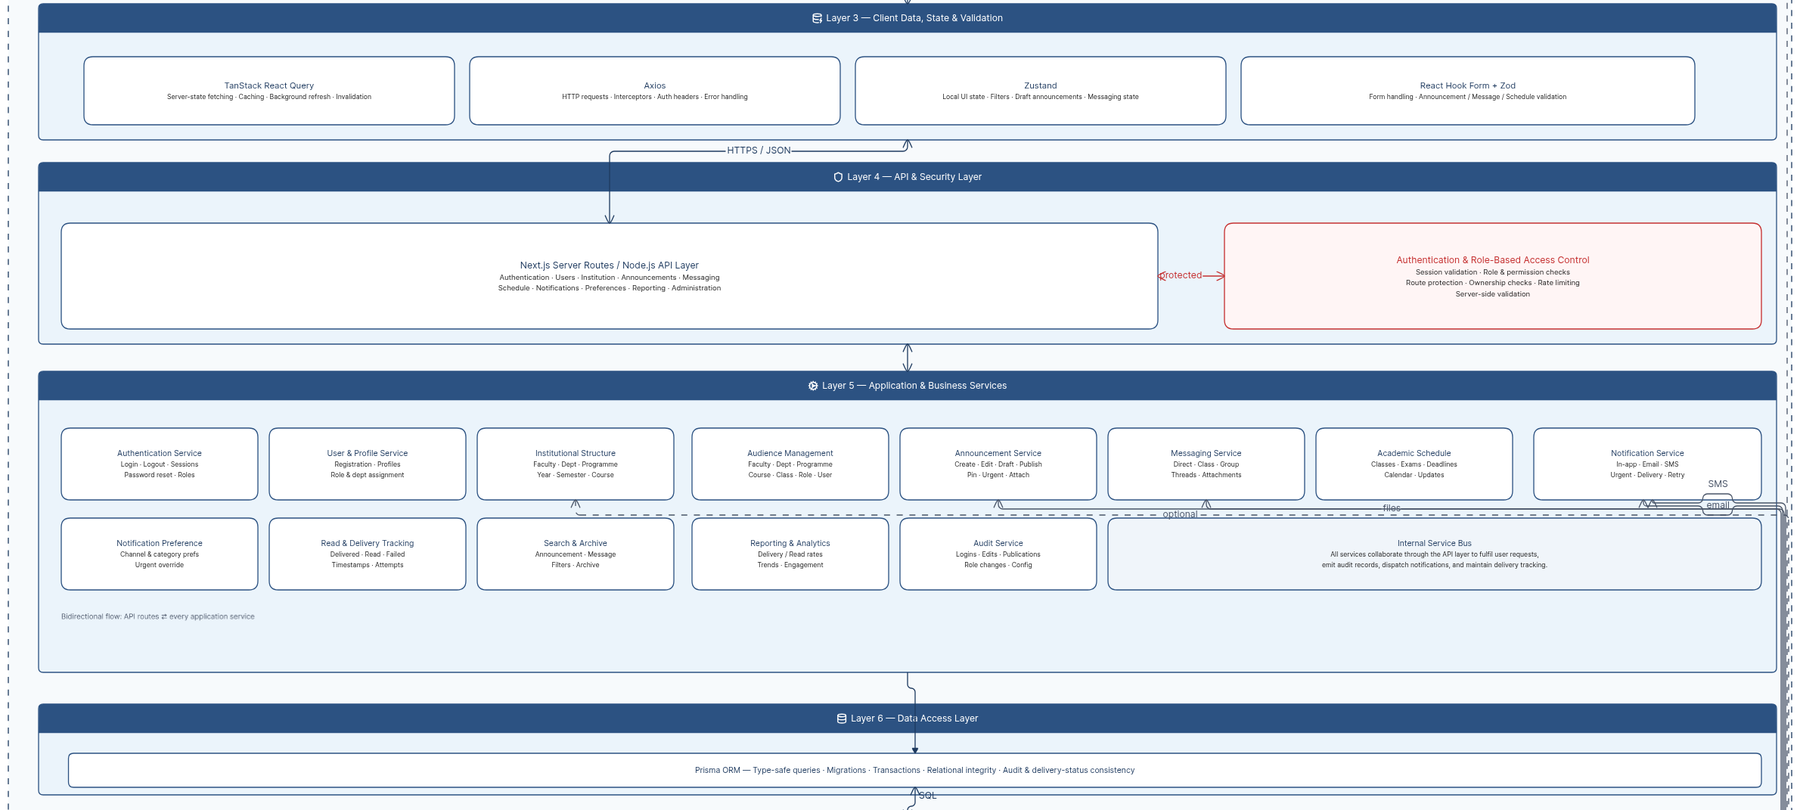 Layer 3 — Client Data, State & Validation
TanStack React Query
Server-state fetching · Caching · Background refresh · Invalidation
Axios
HTTP requests · Interceptors · Auth headers · Error handling
Zustand
Local UI state · Filters · Draft announcements · Messaging state
React Hook Form + Zod
Form handling · Announcement / Message / Schedule validation
HTTPS / JSON
Layer 4 — API & Security Layer
Next.js Server Routes / Node.js API Layer
Authentication · Users · Institution · Announcements · Messaging
Schedule · Notifications · Preferences · Reporting · Administration
protected
Authentication & Role-Based Access Control
Session validation · Role & permission checks
Route protection · Ownership checks · Rate limiting
Server-side validation
Layer 5 — Application & Business Services
Authentication Service
Login · Logout · Sessions
Password reset · Roles
User & Profile Service
Registration · Profiles
Role & dept assignment
Institutional Structure
Faculty · Dept · Programme
Year · Semester · Course
Audience Management
Faculty · Dept · Programme
Course · Class · Role · User
Announcement Service
Create · Edit · Draft · Publish
Pin · Urgent · Attach
Messaging Service
Direct · Class · Group
Threads · Attachments
Academic Schedule
Classes · Exams · Deadlines
Calendar · Updates
Notification Service
In-app · Email · SMS
Urgent · Delivery · Retry
SMS
email
files
optional
Notification Preference
Channel & category prefs
Urgent override
Read & Delivery Tracking
Delivered · Read · Failed
Timestamps · Attempts
Search & Archive
Announcement · Message
Filters · Archive
Reporting & Analytics
Delivery / Read rates
Trends · Engagement
Audit Service
Logins · Edits · Publications
Role changes · Config
Internal Service Bus
All services collaborate through the API layer to fulfil user requests,
emit audit records, dispatch notifications, and maintain delivery tracking.
Bidirectional flow: API routes ⇄ every application service
Layer 6 — Data Access Layer
Prisma ORM — Type-safe queries · Migrations · Transactions · Relational integrity · Audit & delivery-status consistency
SQL